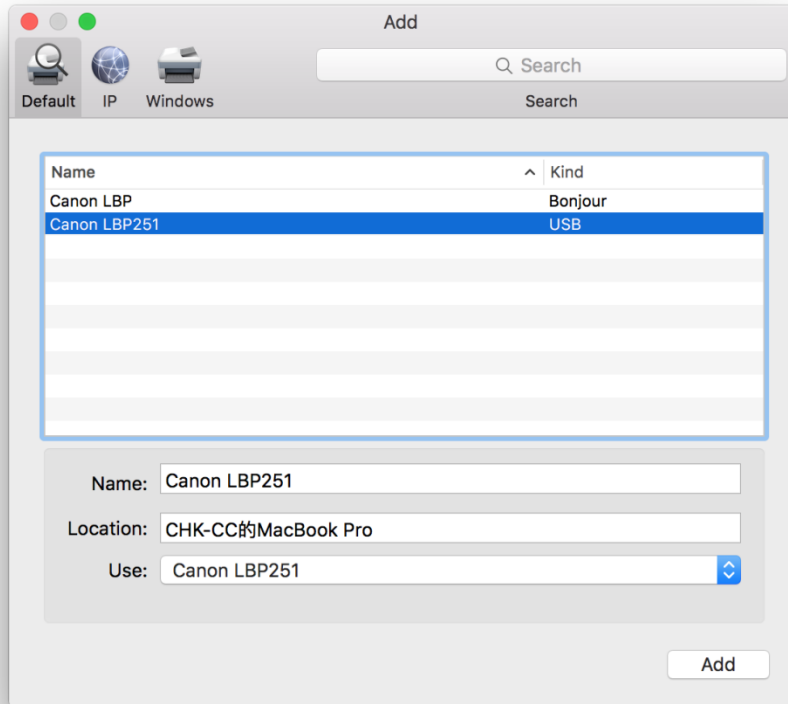 Add
Default IP Windows
Search
Search
Name Kind
Canon LBP Bonjour
Canon LBP251 USB
Name: Canon LBP251
Location: CHK-CC的MacBook Pro
Use: Canon LBP251
Add